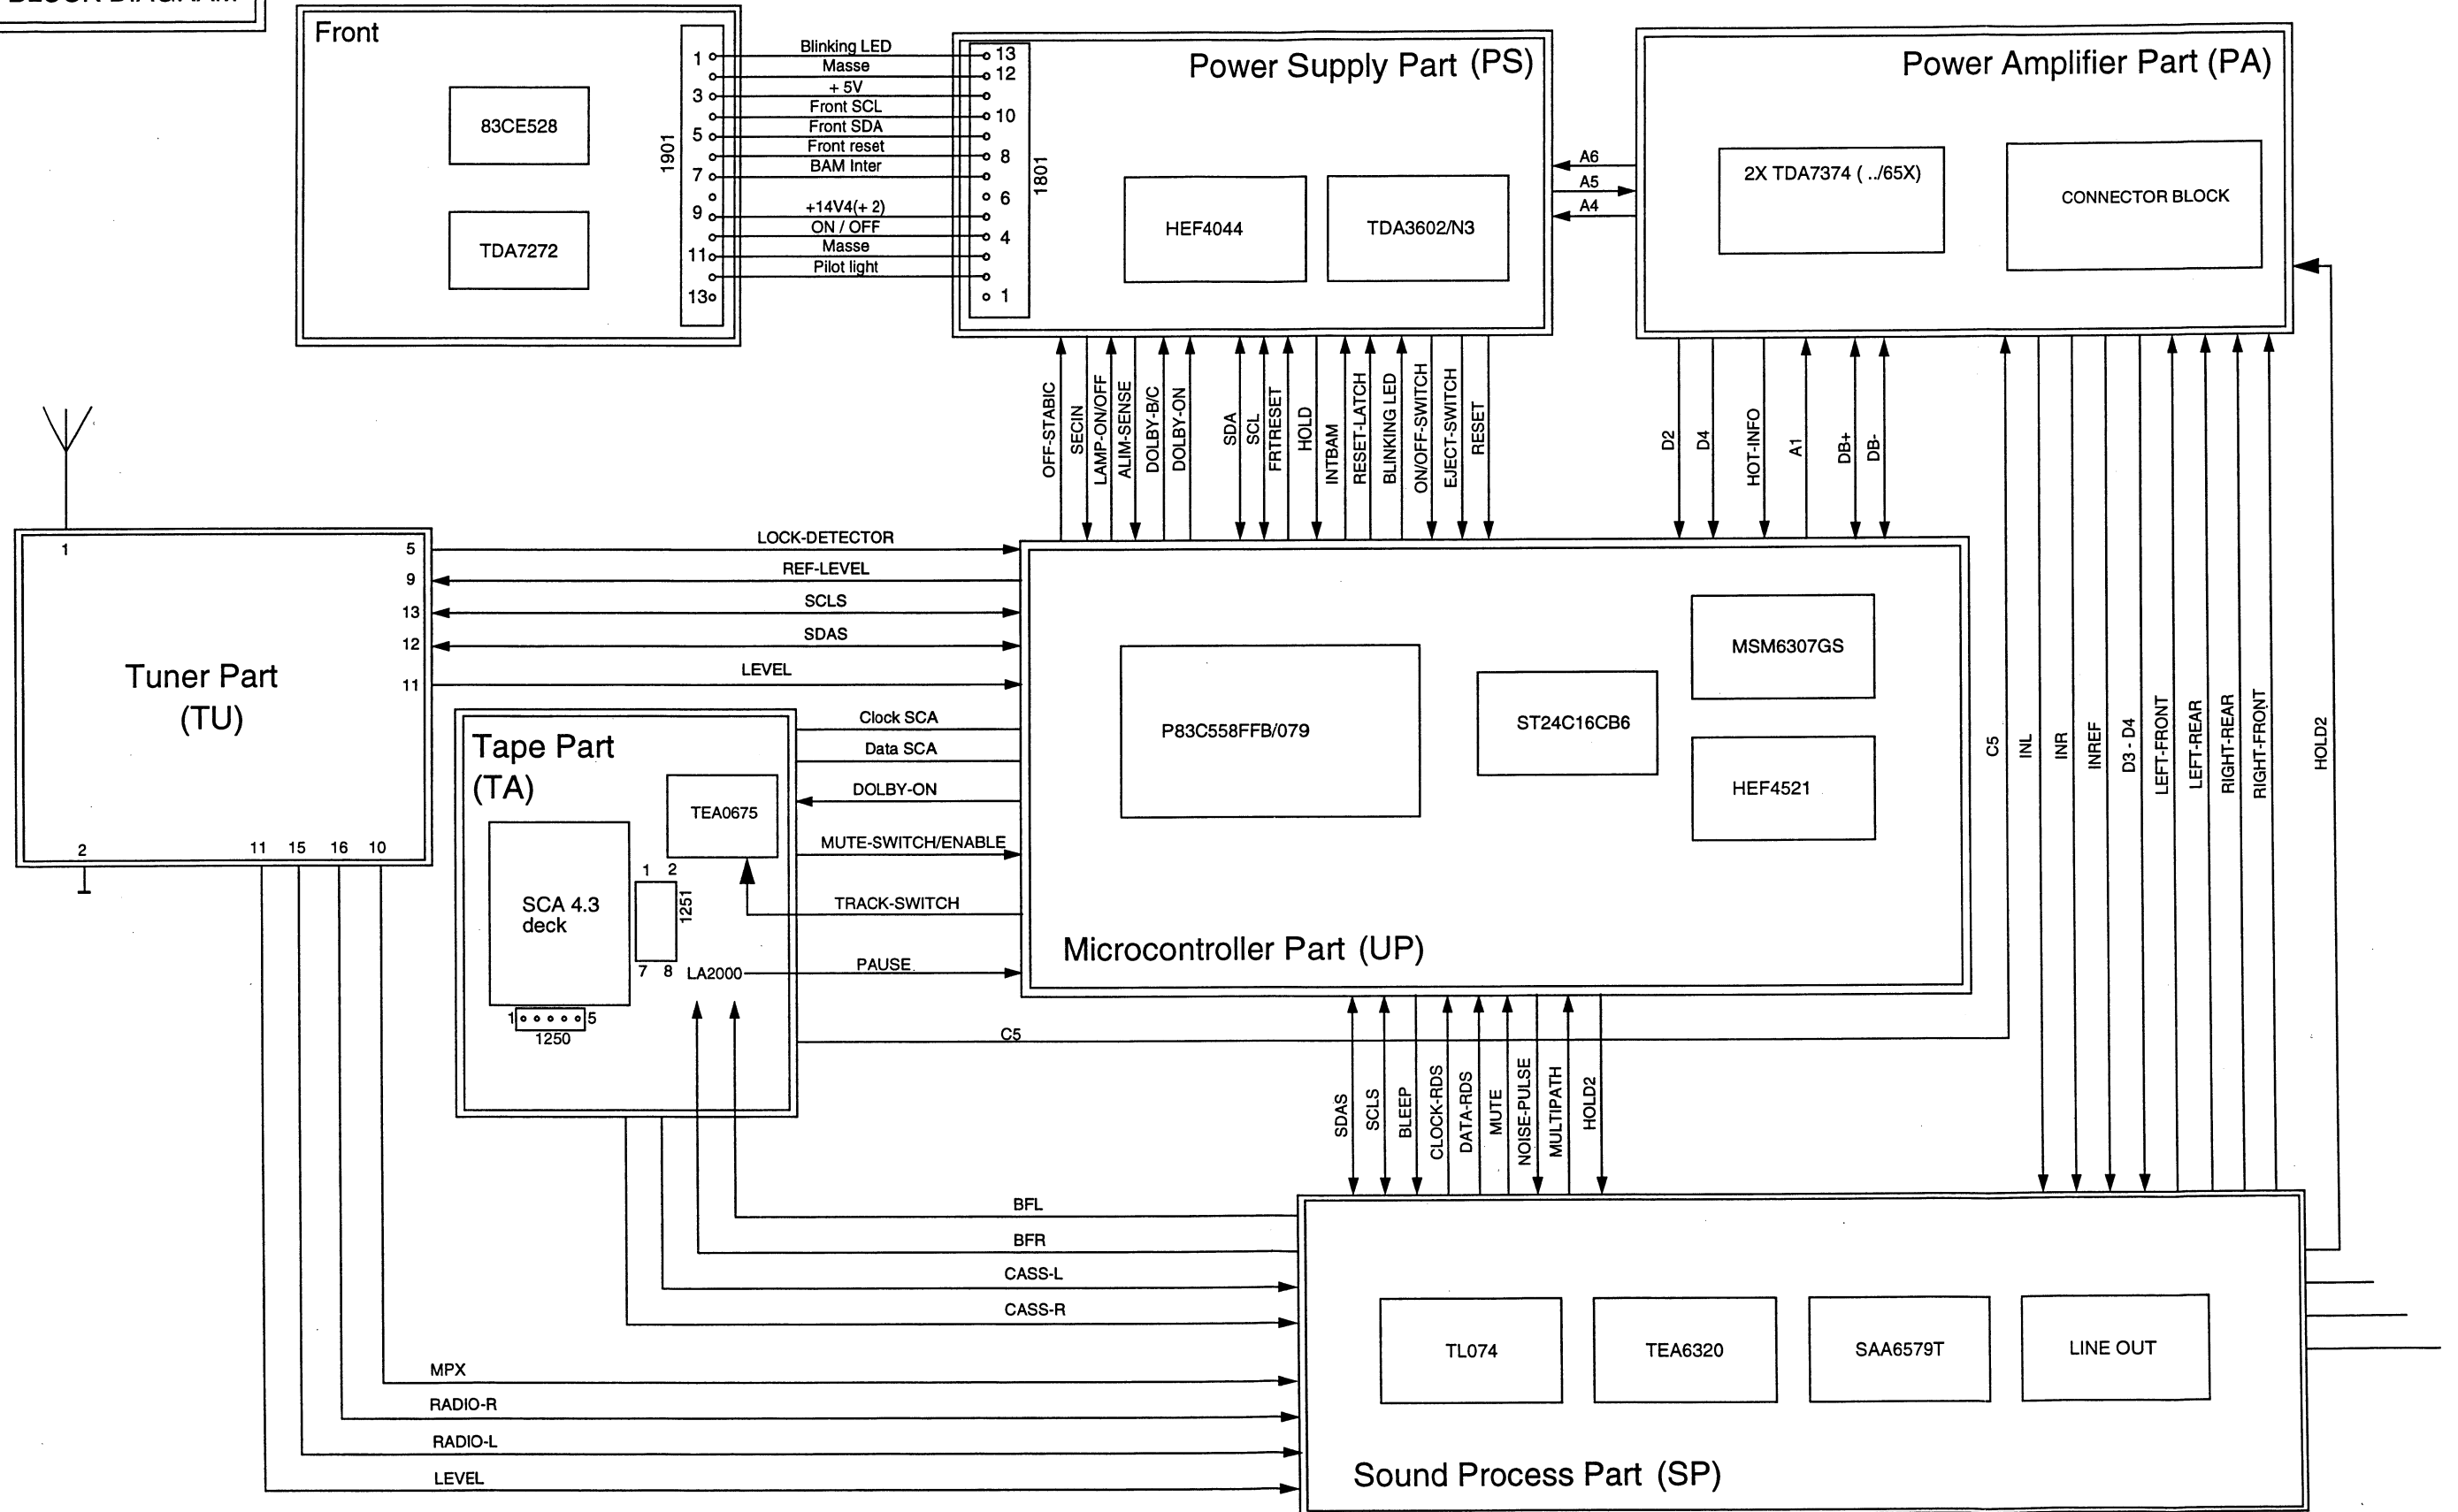 BLOCK DIAGRAM
Front
83CE528
TDA7272
1901
1
3
5
7
9
11
13
Blinking LED
Masse
+ 5V
Front SCL
Front SDA
Front reset
BAM Inter
+14V4(+ 2)
ON / OFF
Masse
Pilot light
13
12
10
8
6
4
1
1801
Power Supply Part (PS)
HEF4044
TDA3602/N3
A6
A5
A4
Power Amplifier Part (PA)
2X TDA7374 ( ../65X)
CONNECTOR BLOCK
OFF-STABIC
SECIN
LAMP-ON/OFF
ALIM-SENSE
DOLBY-B/C
DOLBY-ON
SDA
SCL
FRTRESET
HOLD
INTBAM
RESET-LATCH
BLINKING LED
ON/OFF-SWITCH
EJECT-SWITCH
RESET
D2
D4
HOT-INFO
A1
DB+
DB-
C5
INL
INR
INREF
D3 - D4
LEFT-FRONT
LEFT-REAR
RIGHT-REAR
RIGHT-FRONT
HOLD2
Tuner Part
(TU)
1
5
9
13
12
11
2
11
15
16
10
LOCK-DETECTOR
REF-LEVEL
SCLS
SDAS
LEVEL
Tape Part
(TA)
TEA0675
SCA 4.3
deck
1 2
1251
7 8
LA2000
1
5
1250
Clock SCA
Data SCA
DOLBY-ON
MUTE-SWITCH/ENABLE
TRACK-SWITCH
PAUSE
C5
P83C558FFB/079
ST24C16CB6
MSM6307GS
HEF4521
Microcontroller Part (UP)
SDAS
SCLS
BLEEP
CLOCK-RDS
DATA-RDS
MUTE
NOISE-PULSE
MULTIPATH
HOLD2
BFL
BFR
CASS-L
CASS-R
MPX
RADIO-R
RADIO-L
LEVEL
TL074
TEA6320
SAA6579T
LINE OUT
Sound Process Part (SP)